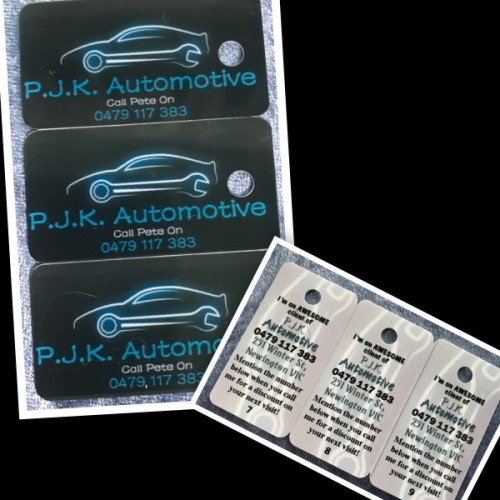 P.J.K. Automotive
Call Pete On
0479 117 383
P.J.K. Automotive
Call Pete On
0479 117 383
P.J.K. Automo
Call Pete On
0479 117 383
I'm an AWESOME
client of
P.J.K.
Automotive
0479 117 383
251 Winter St,
Newington VIC
Mention the number
below when you call
me for a discount on
your next visit!
7
I'm an AWESOME
client of
P.J.K.
Automotive
0479 117 383
251 Winter St,
Newington VIC
Mention the number
below when you call
me for a discount on
your next visit!
8
I'm an AWESOME
client of
P.J.K.
Automotive
0479 117 383
251 Winter St,
Newington VIC
Mention the number
below when you call
me for a discount on
your next visit!
9